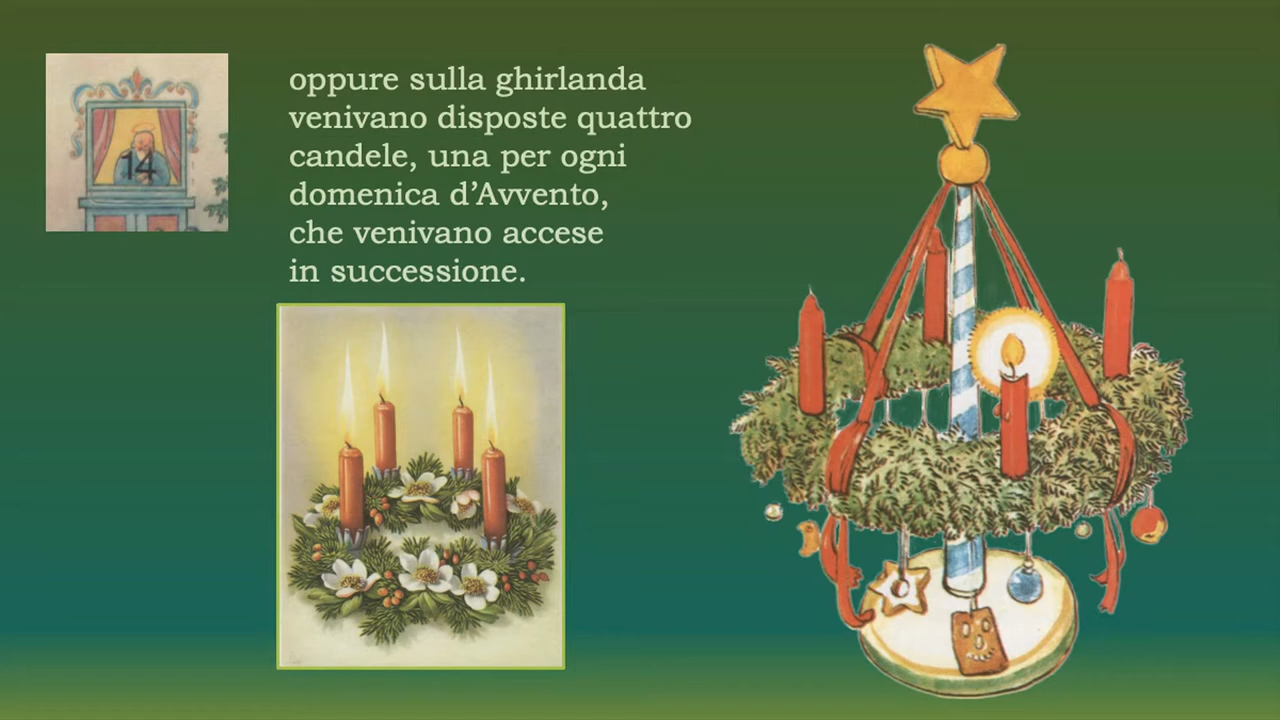 14
oppure sulla ghirlanda
venivano disposte quattro
candele, una per ogni
domenica d’Avvento,
che venivano accese
in successione.